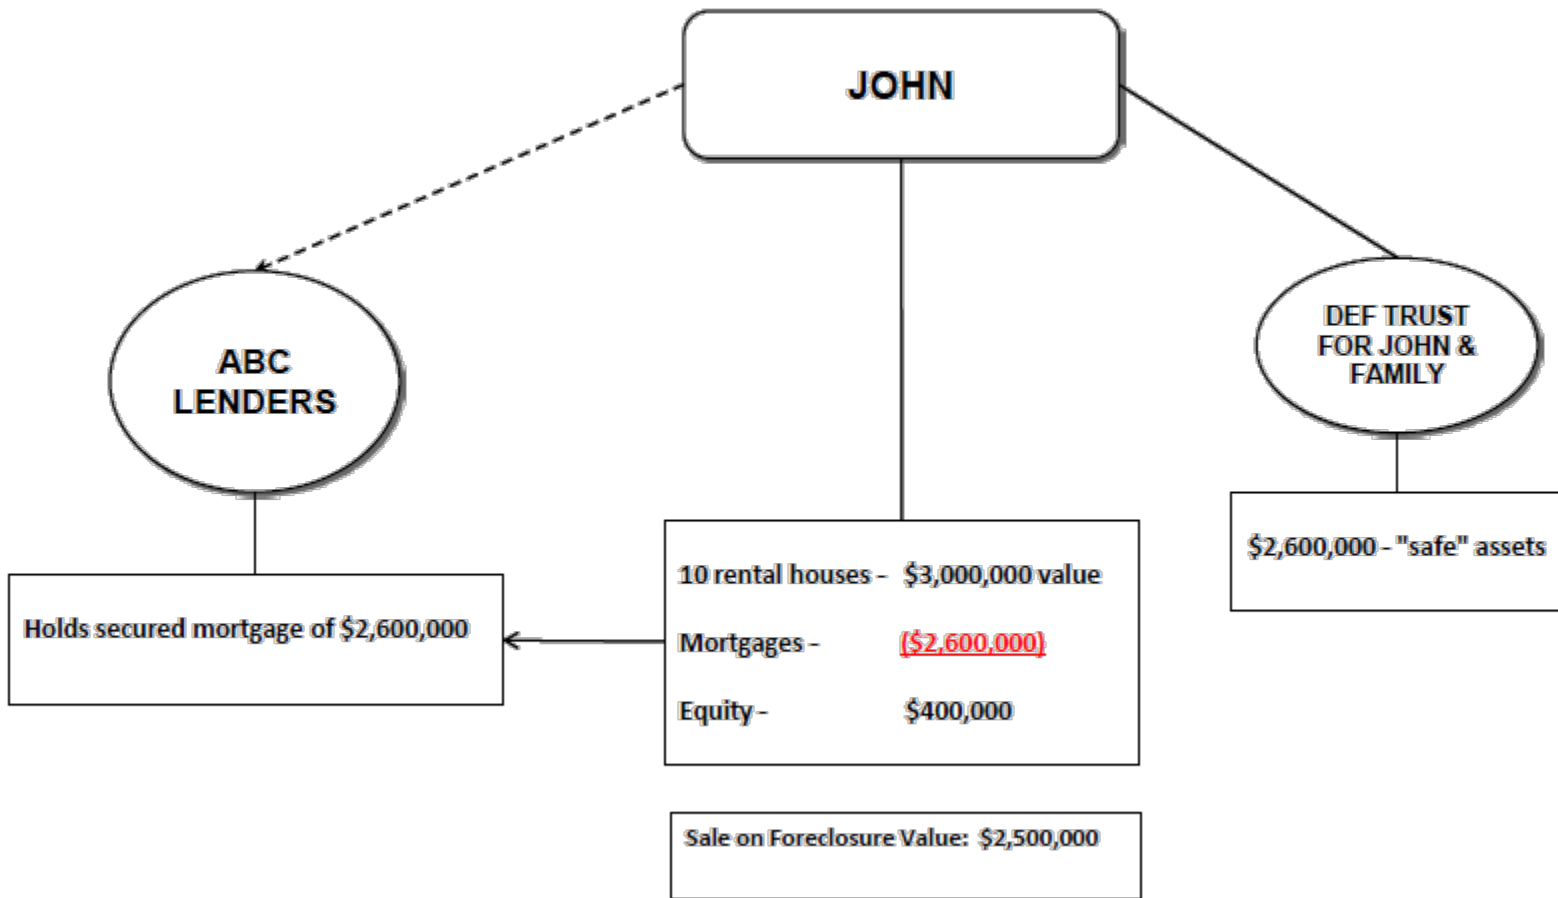 JOHN
ABC
LENDERS
DEF TRUST
FOR JOHN &
FAMILY
Holds secured mortgage of $2,600,000
10 rental houses - $3,000,000 value
Mortgages - ($2,600,000)
Equity - $400,000
$2,600,000 - "safe" assets
Sale on Foreclosure Value: $2,500,000